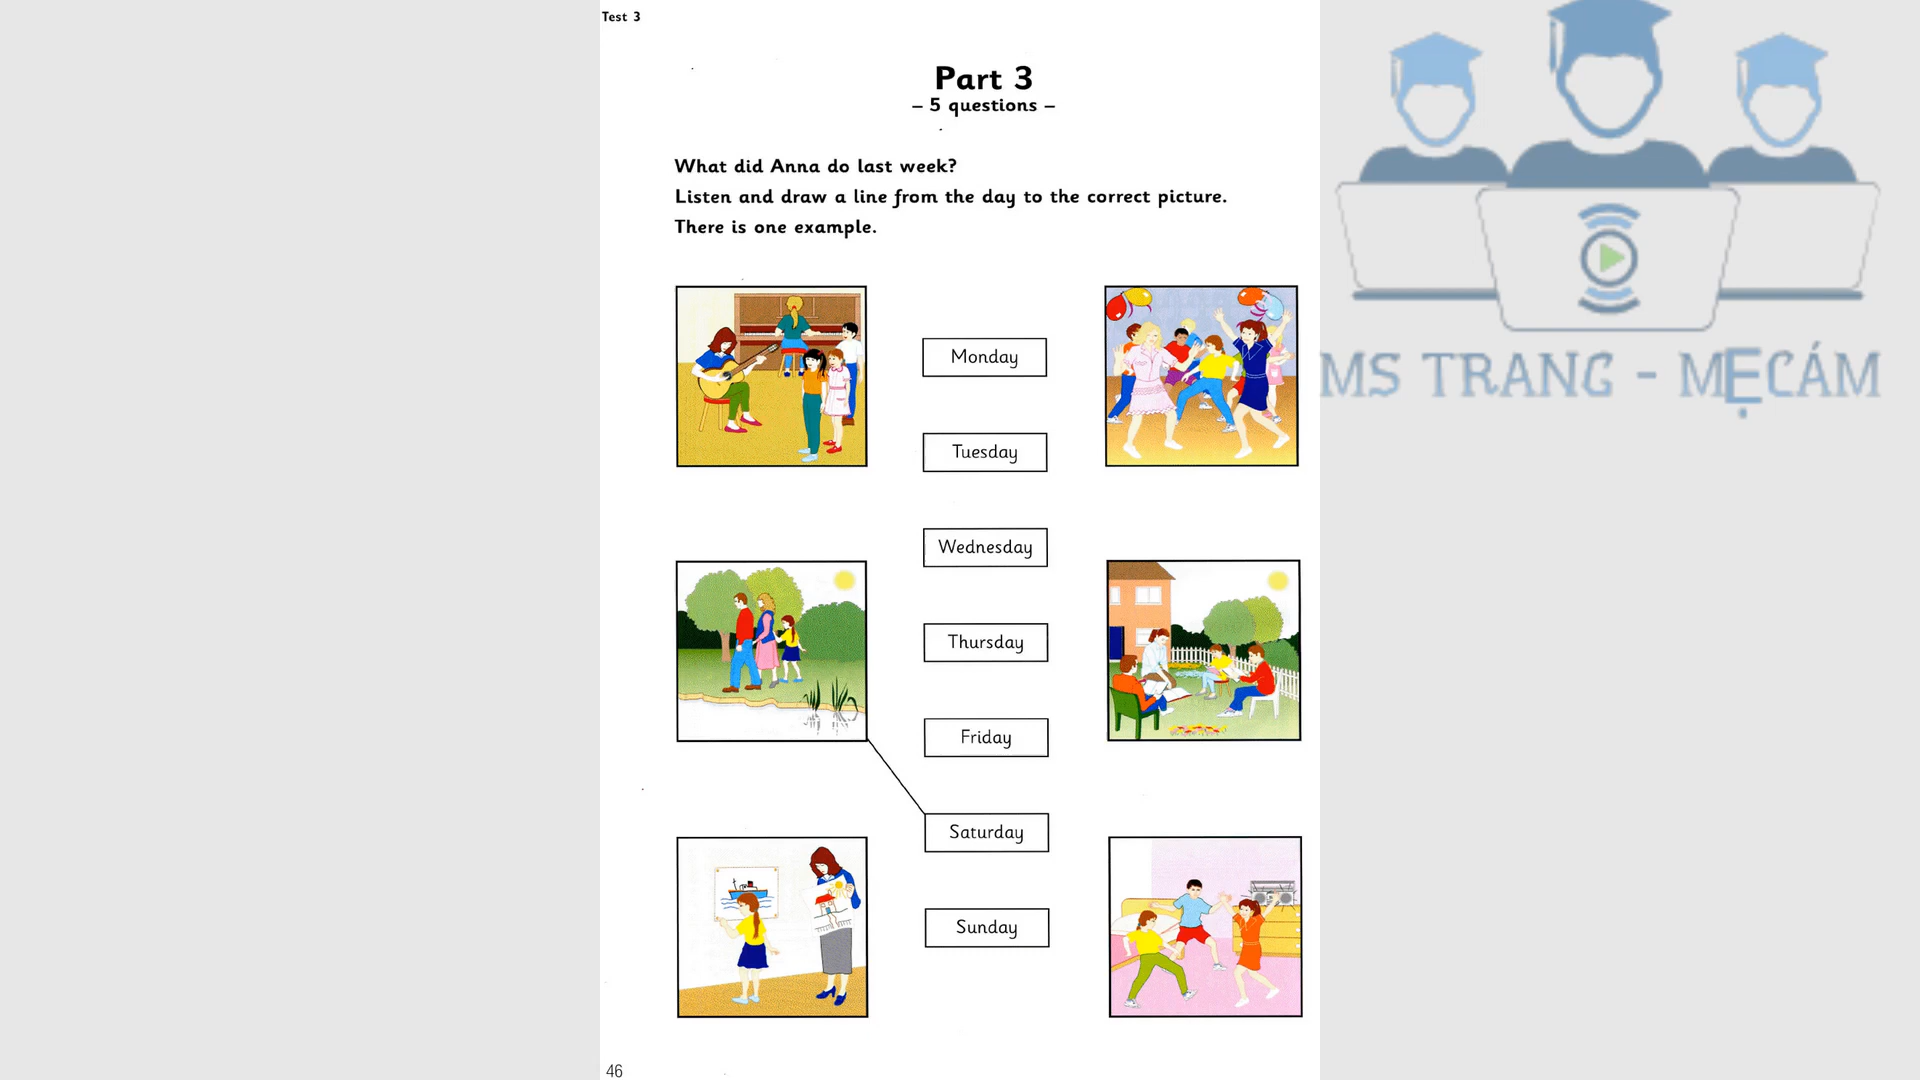 Test 3
Part 3
– 5 questions –
What did Anna do last week?
Listen and draw a line from the day to the correct picture.
There is one example.
Monday
Tuesday
Wednesday
Thursday
Friday
Saturday
Sunday
46
MS TRANG - MẸCÁM